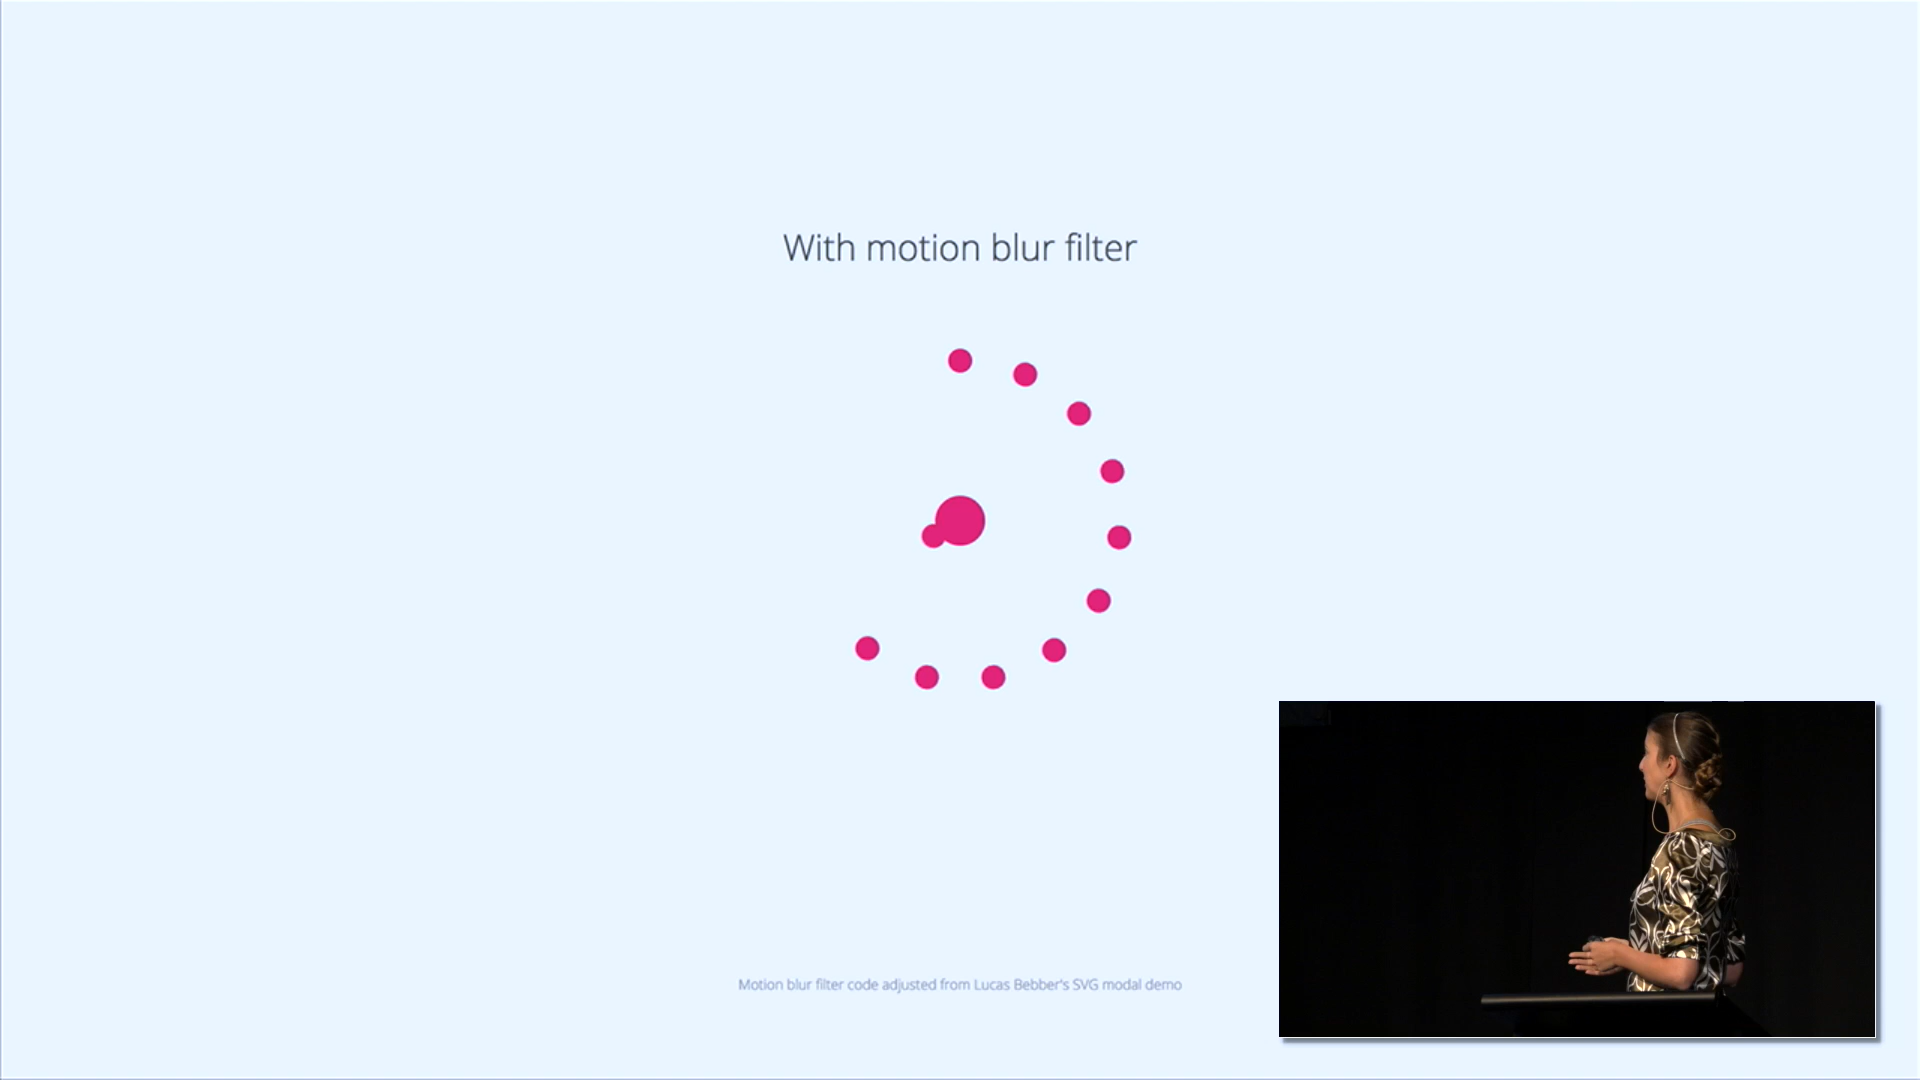 With motion blur filter
Motion blur filter code adjusted from Lucas Bebber's SVG modal demo